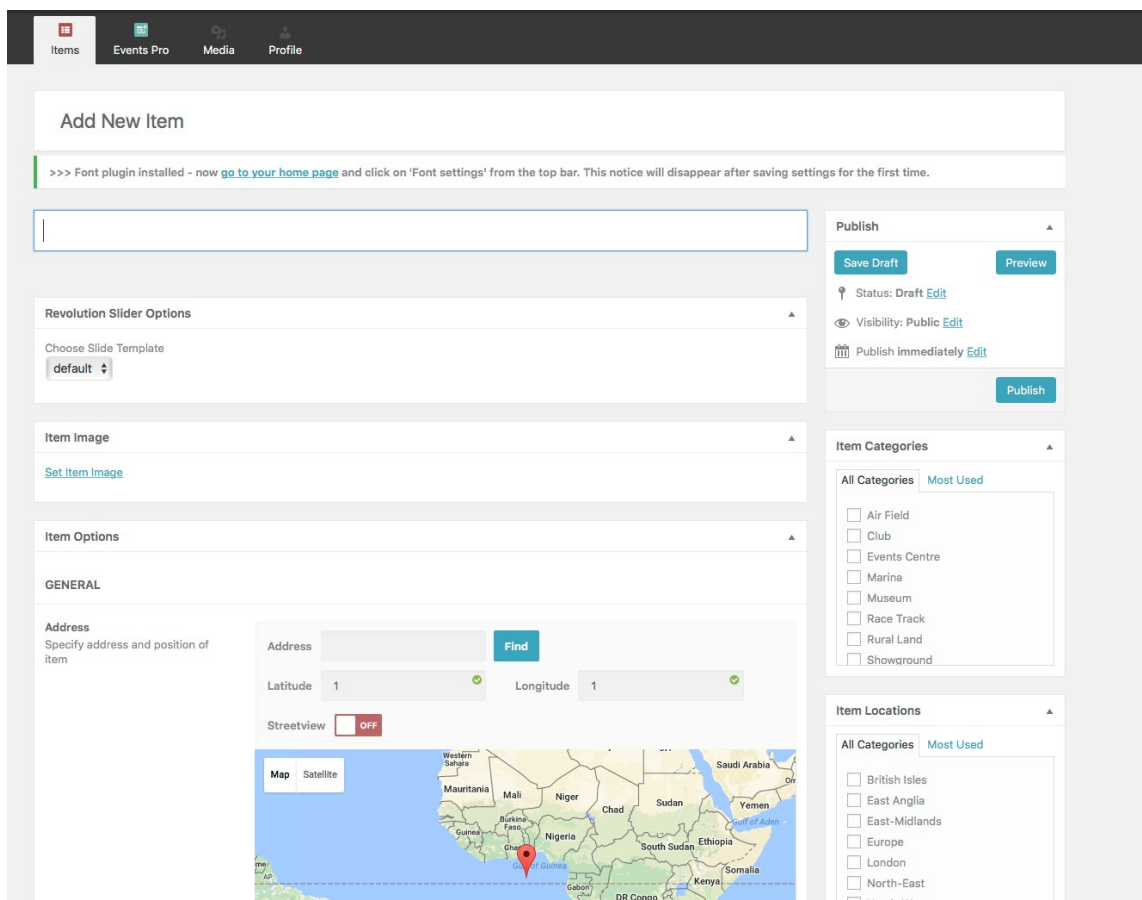 Items
Events Pro
Media
Profile
Add New Item
>>> Font plugin installed - now go to your home page and click on 'Font settings' from the top bar. This notice will disappear after saving settings for the first time.
Revolution Slider Options
Choose Slide Template
default
Item Image
Set Item Image
Item Options
GENERAL
Address
Specify address and position of
item
Address
Find
Latitude 1
Longitude 1
Streetview OFF
Map Satellite
Western
Sahara
Mauritania
Mali
Niger
Chad
Sudan
Saudi Arabia
Yemen
Gulf of Aden
Burkina
Faso
Guinea
Nigeria
South Sudan
Ethiopia
Gulf of Guinea
Somalia
Gabon
Kenya
DR Congo
AP
Publish
Save Draft
Preview
Status: Draft Edit
Visibility: Public Edit
Publish immediately Edit
Publish
Item Categories
All Categories Most Used
Air Field
Club
Events Centre
Marina
Museum
Race Track
Rural Land
Showground
Item Locations
All Categories Most Used
British Isles
East Anglia
East-Midlands
Europe
London
North-East